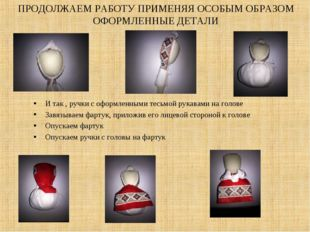 ПРОДОЛЖАЕМ РАБОТУ ПРИМЕНЯЯ ОСОБЫМ ОБРАЗОМ
ОФОРМЛЕННЫЕ ДЕТАЛИ
• И так , ручки с оформленными тесьмой рукавами на голове
• Завязываем фартук, приложив его лицевой стороной к голове
• Опускаем фартук
• Опускаем ручки с головы на фартук